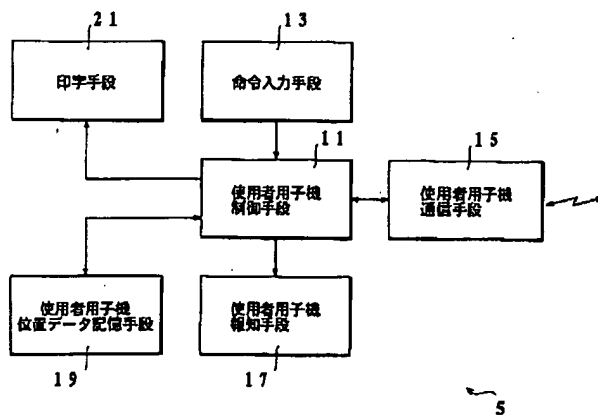 21
13
印字手段
命令入力手段
11
15
使用者用子機
制御手段
使用者用子機
通信手段
使用者用子機
位置データ記憶手段
使用者用子機
報知手段
19
17
5